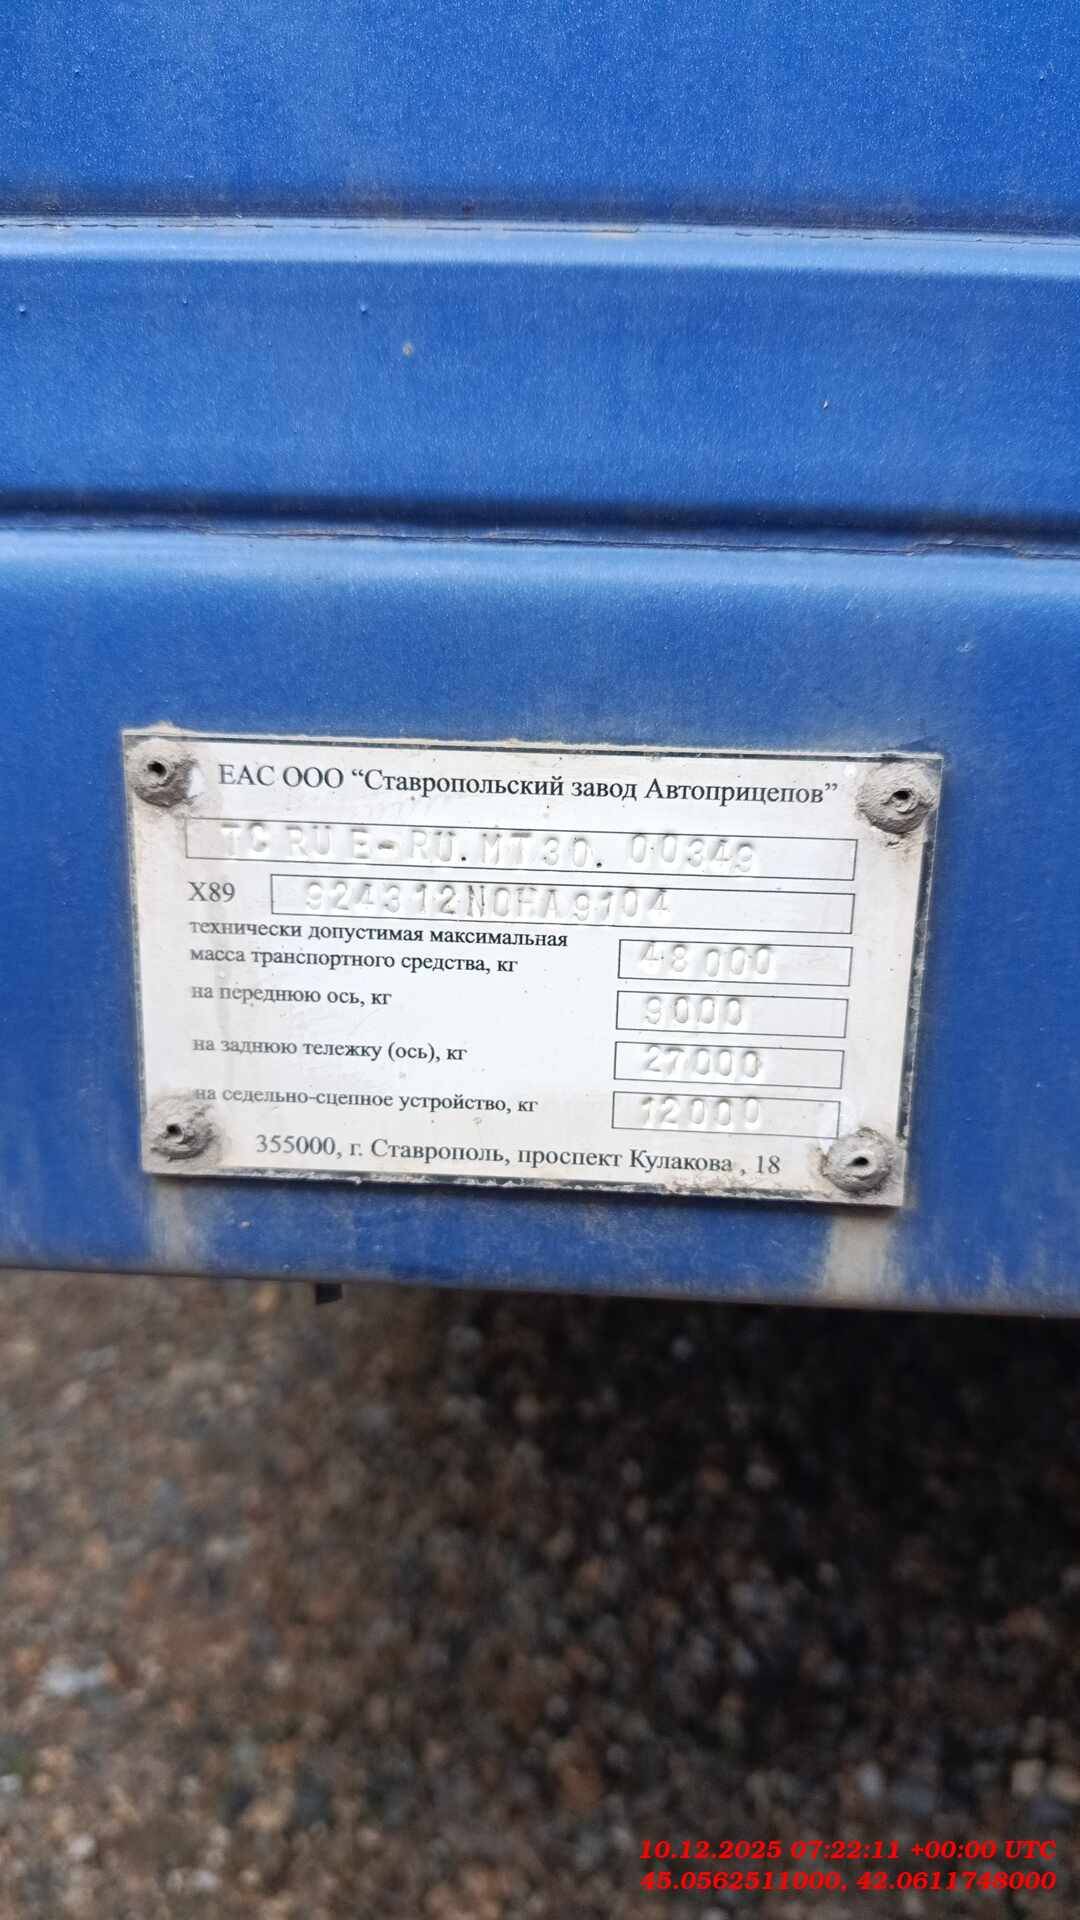 ЕАС ООО “Ставропольский завод Автоприцепов”
TC RU E-RU.MT30.00349
X89 924312N0HA9104
технически допустимая максимальная
масса транспортного средства, кг 48000
на переднюю ось, кг 9000
на заднюю тележку (ось), кг 27000
на седельно-сцепное устройство, кг 12000
355000, г. Ставрополь, проспект Кулакова , 18
10.12.2025 07:22:11 +00:00 UTC
45.0562511000, 42.0611748000